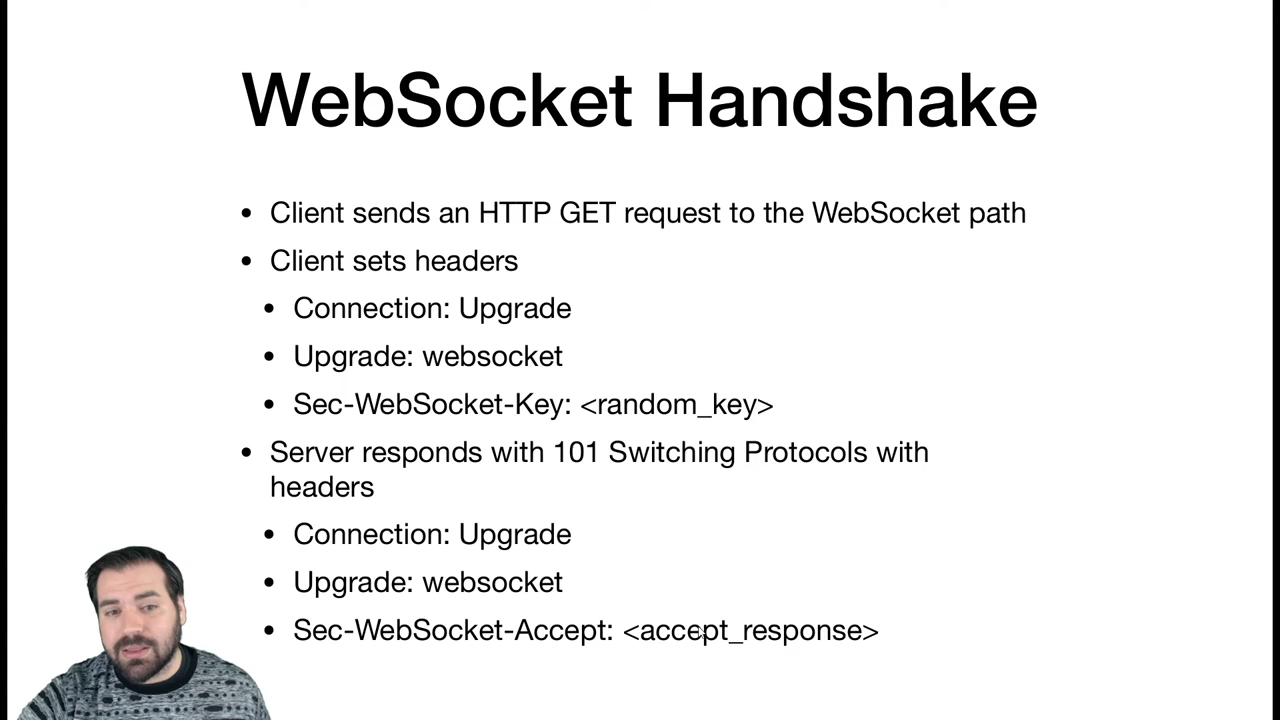 WebSocket Handshake
• Client sends an HTTP GET request to the WebSocket path
• Client sets headers
• Connection: Upgrade
• Upgrade: websocket
• Sec-WebSocket-Key: <random_key>
• Server responds with 101 Switching Protocols with
headers
• Connection: Upgrade
• Upgrade: websocket
• Sec-WebSocket-Accept: <accept_response>